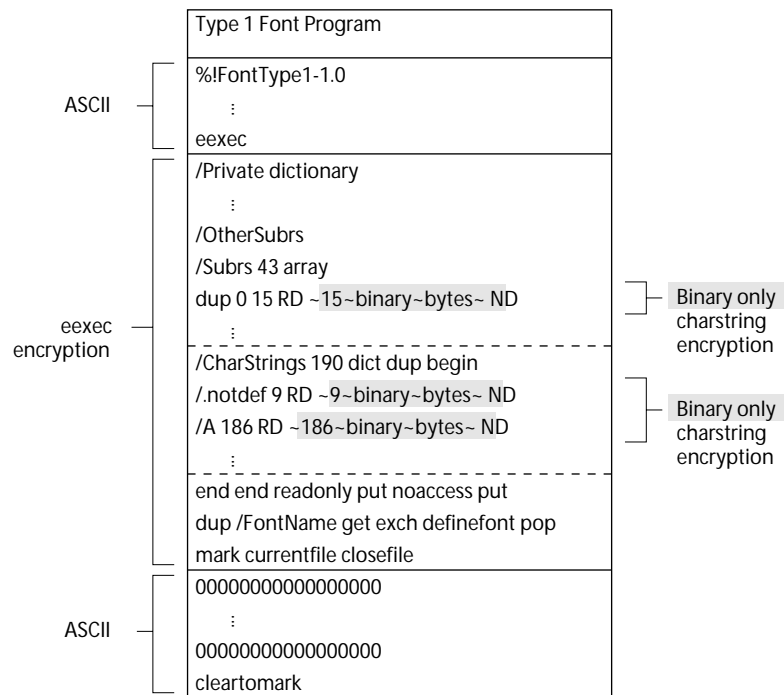 Type 1 Font Program
ASCII
%!FontType1-1.0
⋮
eexec
eexec
encryption
/Private dictionary
⋮
/OtherSubrs
/Subrs 43 array
dup 0 15 RD ~15~binary~bytes~ ND
⋮
Binary only
charstring
encryption
/CharStrings 190 dict dup begin
/.notdef 9 RD ~9~binary~bytes~ ND
/A 186 RD ~186~binary~bytes~ ND
⋮
Binary only
charstring
encryption
end end readonly put noaccess put
dup /FontName get exch definefont pop
mark currentfile closefile
ASCII
00000000000000000
⋮
00000000000000000
cleartomark